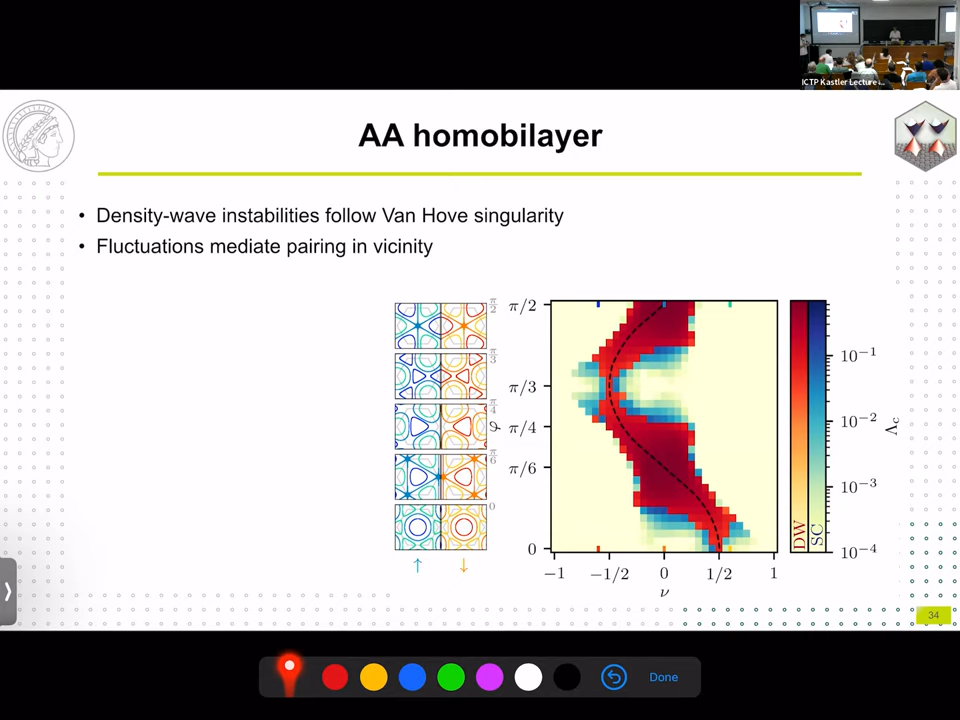 ICTP Kastler Lecture
AA homobilayer
• Density-wave instabilities follow Van Hove singularity
• Fluctuations mediate pairing in vicinity
π/2
π/3
π/4
π/6
0
φ
↑ ↓
π/2
π/3
π/4
π/6
0
−1 −1/2 0 1/2 1
ν
DW
SC
10⁻¹
10⁻²
10⁻³
10⁻⁴
Λc
34
Done